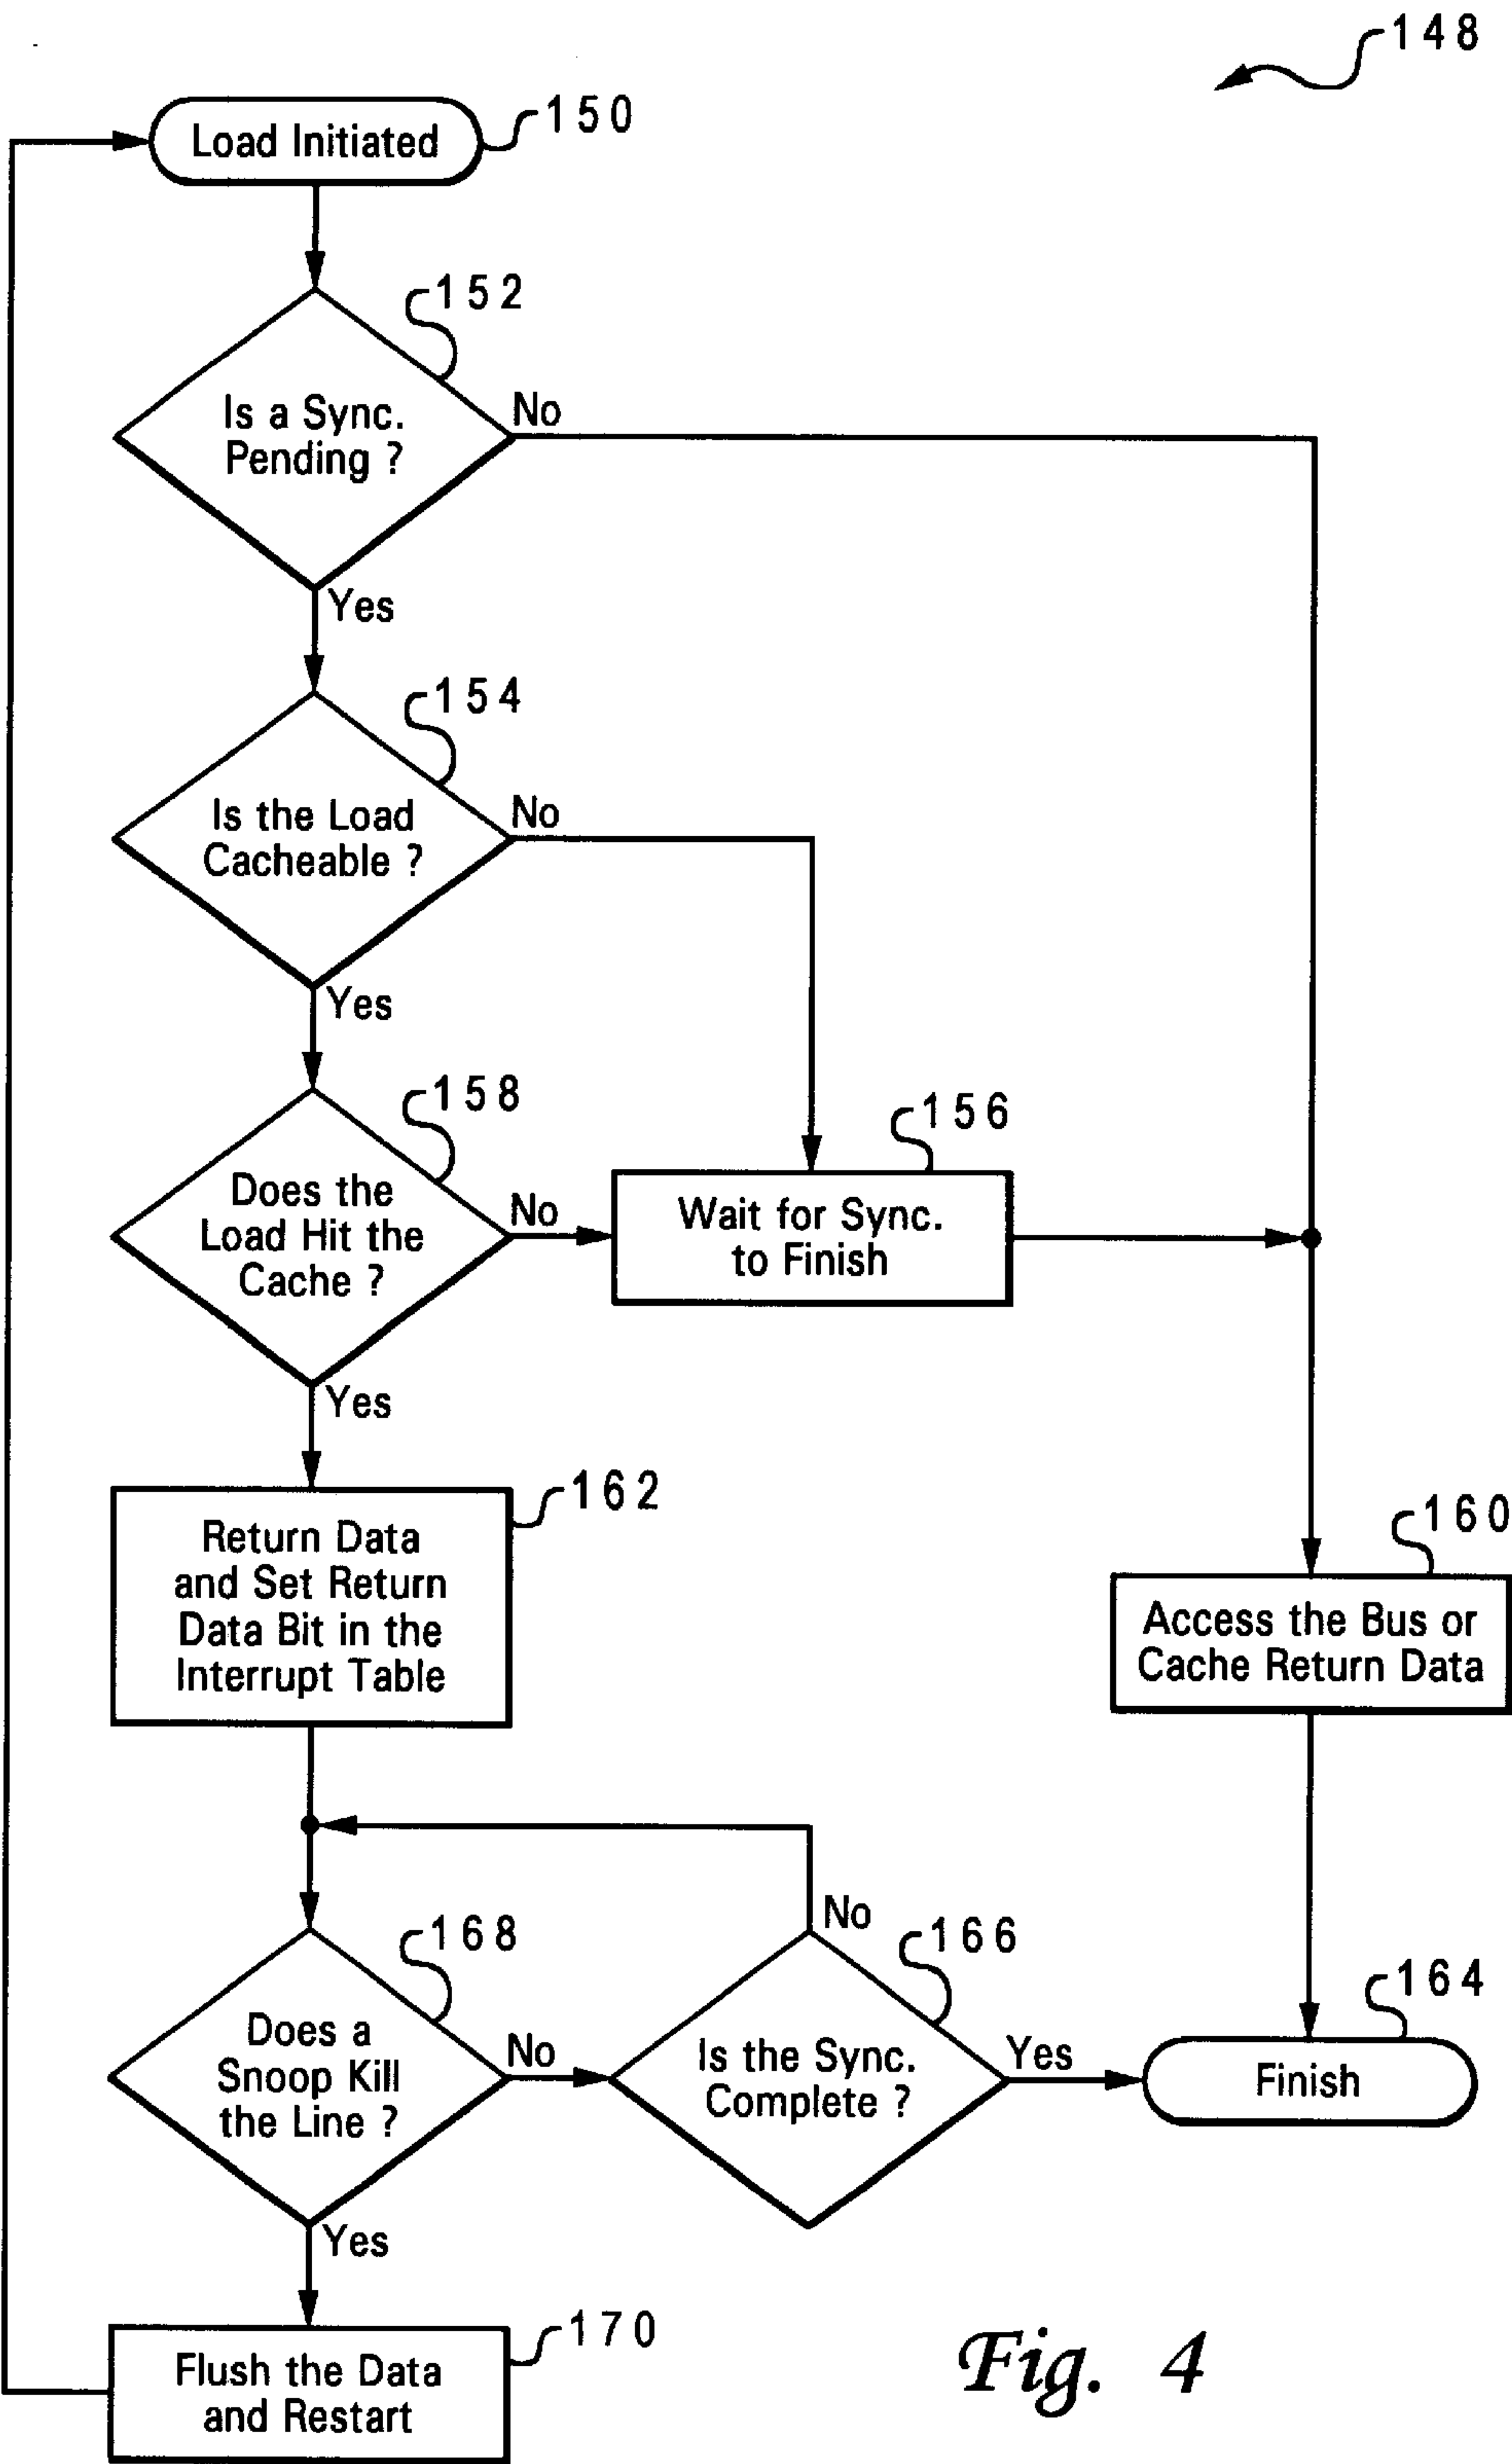 148
Load Initiated
150
152
Is a Sync.
Pending ?
No
Yes
154
Is the Load
Cacheable ?
No
Yes
158
Does the
Load Hit the
Cache ?
No
156
Wait for Sync.
to Finish
Yes
162
Return Data
and Set Return
Data Bit in the
Interrupt Table
160
Access the Bus or
Cache Return Data
168
Does a
Snoop Kill
the Line ?
No
No
166
Is the Sync.
Complete ?
Yes
164
Finish
Yes
170
Flush the Data
and Restart
Fig. 4